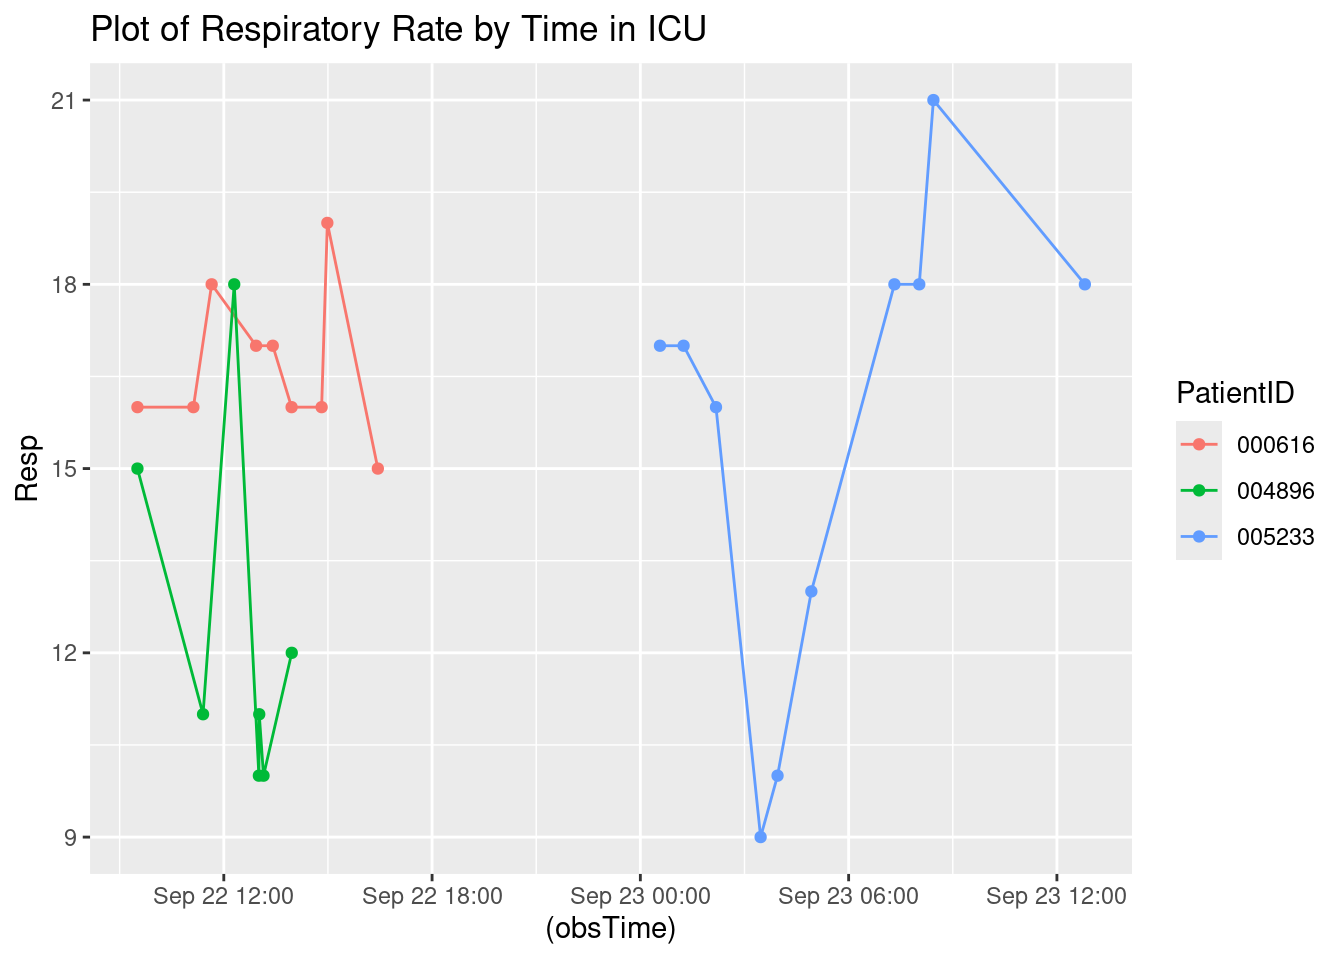 Plot of Respiratory Rate by Time in ICU
21
18
15
12
9
Resp
Sep 22 12:00
Sep 22 18:00
Sep 23 00:00
Sep 23 06:00
Sep 23 12:00
(obsTime)
PatientID
000616
004896
005233